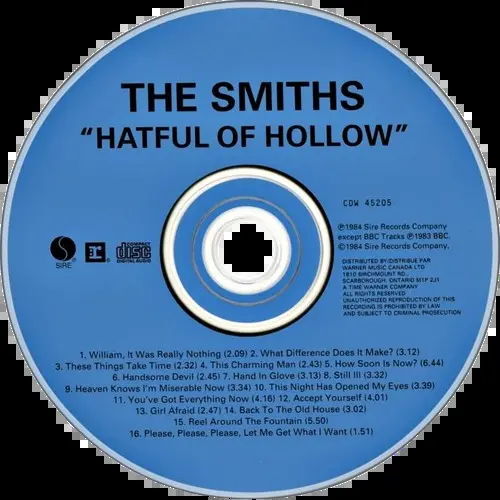 THE SMITHS
“HATFUL OF HOLLOW”
CDW 45205
℗1984 Sire Records Company
except BBC Tracks ℗1983 BBC.
©1984 Sire Records Company.
SIRE
R
COMPACT
disc
DIGITAL AUDIO
DISTRIBUTED BY/DISTRIBUE PAR
WARNER MUSIC CANADA LTD
1810 BIRCHMOUNT RD.,
SCARBOROUGH, ONTARIO M1P 2J1
A TIME WARNER COMPANY
ALL RIGHTS RESERVED
UNAUTHORIZED REPRODUCTION OF THIS
RECORDING IS PROHIBITED BY LAW
AND SUBJECT TO CRIMINAL PROSECUTION
1. William, It Was Really Nothing (2.09) 2. What Difference Does It Make? (3.12)
3. These Things Take Time (2.32) 4. This Charming Man (2.43) 5. How Soon Is Now? (6.44)
6. Handsome Devil (2.45) 7. Hand In Glove (3.13) 8. Still Ill (3.32)
9. Heaven Knows I'm Miserable Now (3.34) 10. This Night Has Opened My Eyes (3.39)
11. You've Got Everything Now (4.16) 12. Accept Yourself (4.01)
13. Girl Afraid (2.47) 14. Back To The Old House (3.02)
15. Reel Around The Fountain (5.50)
16. Please, Please, Please, Let Me Get What I Want (1.51)